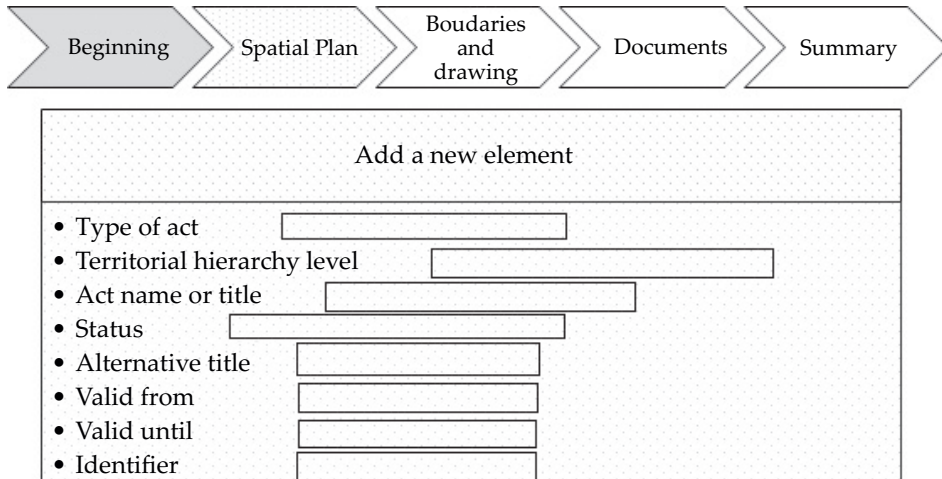 Beginning
Spatial Plan
Boudaries
and
drawing
Documents
Summary
Add a new element
• Type of act
• Territorial hierarchy level
• Act name or title
• Status
• Alternative title
• Valid from
• Valid until
• Identifier